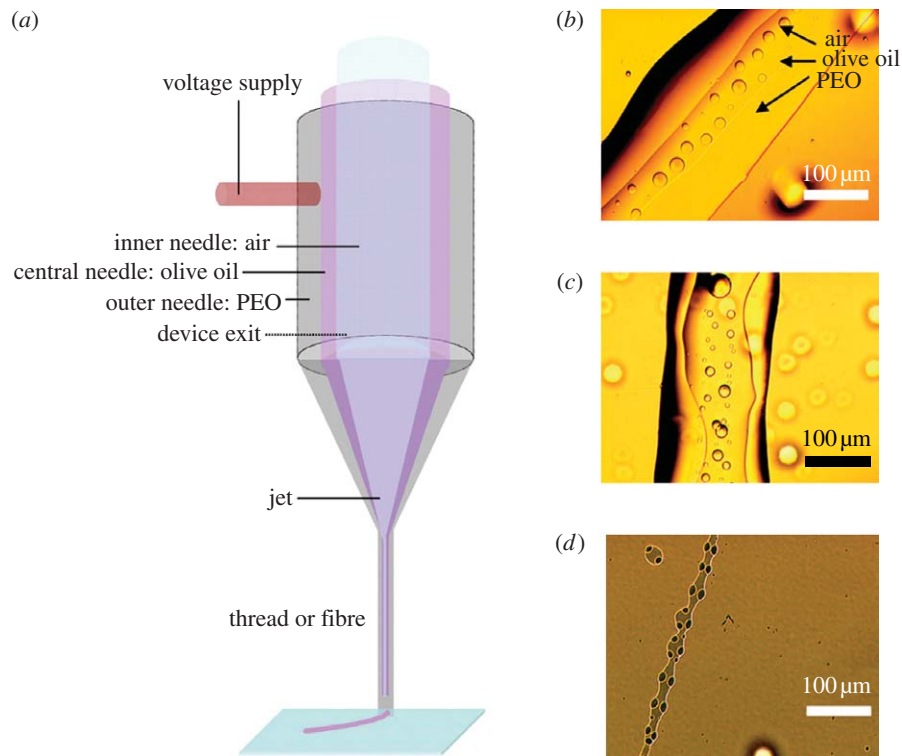 (a)
voltage supply
inner needle: air
central needle: olive oil
outer needle: PEO
device exit
jet
thread or fibre
(b)
air
olive oil
PEO
100 µm
(c)
100 µm
(d)
100 µm